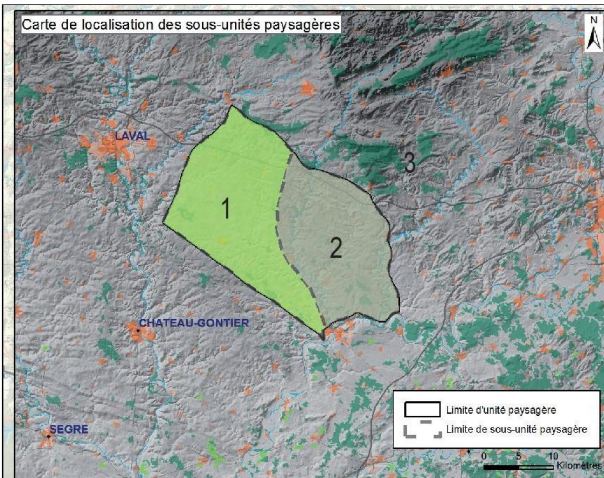 Carte de localisation des sous-unités paysagères
N
LAVAL
3
1
2
CHATEAU-GONTIER
SEGRE
Limite d'unité paysagère
Limite de sous-unité paysagère
0 5 10
Kilomètres